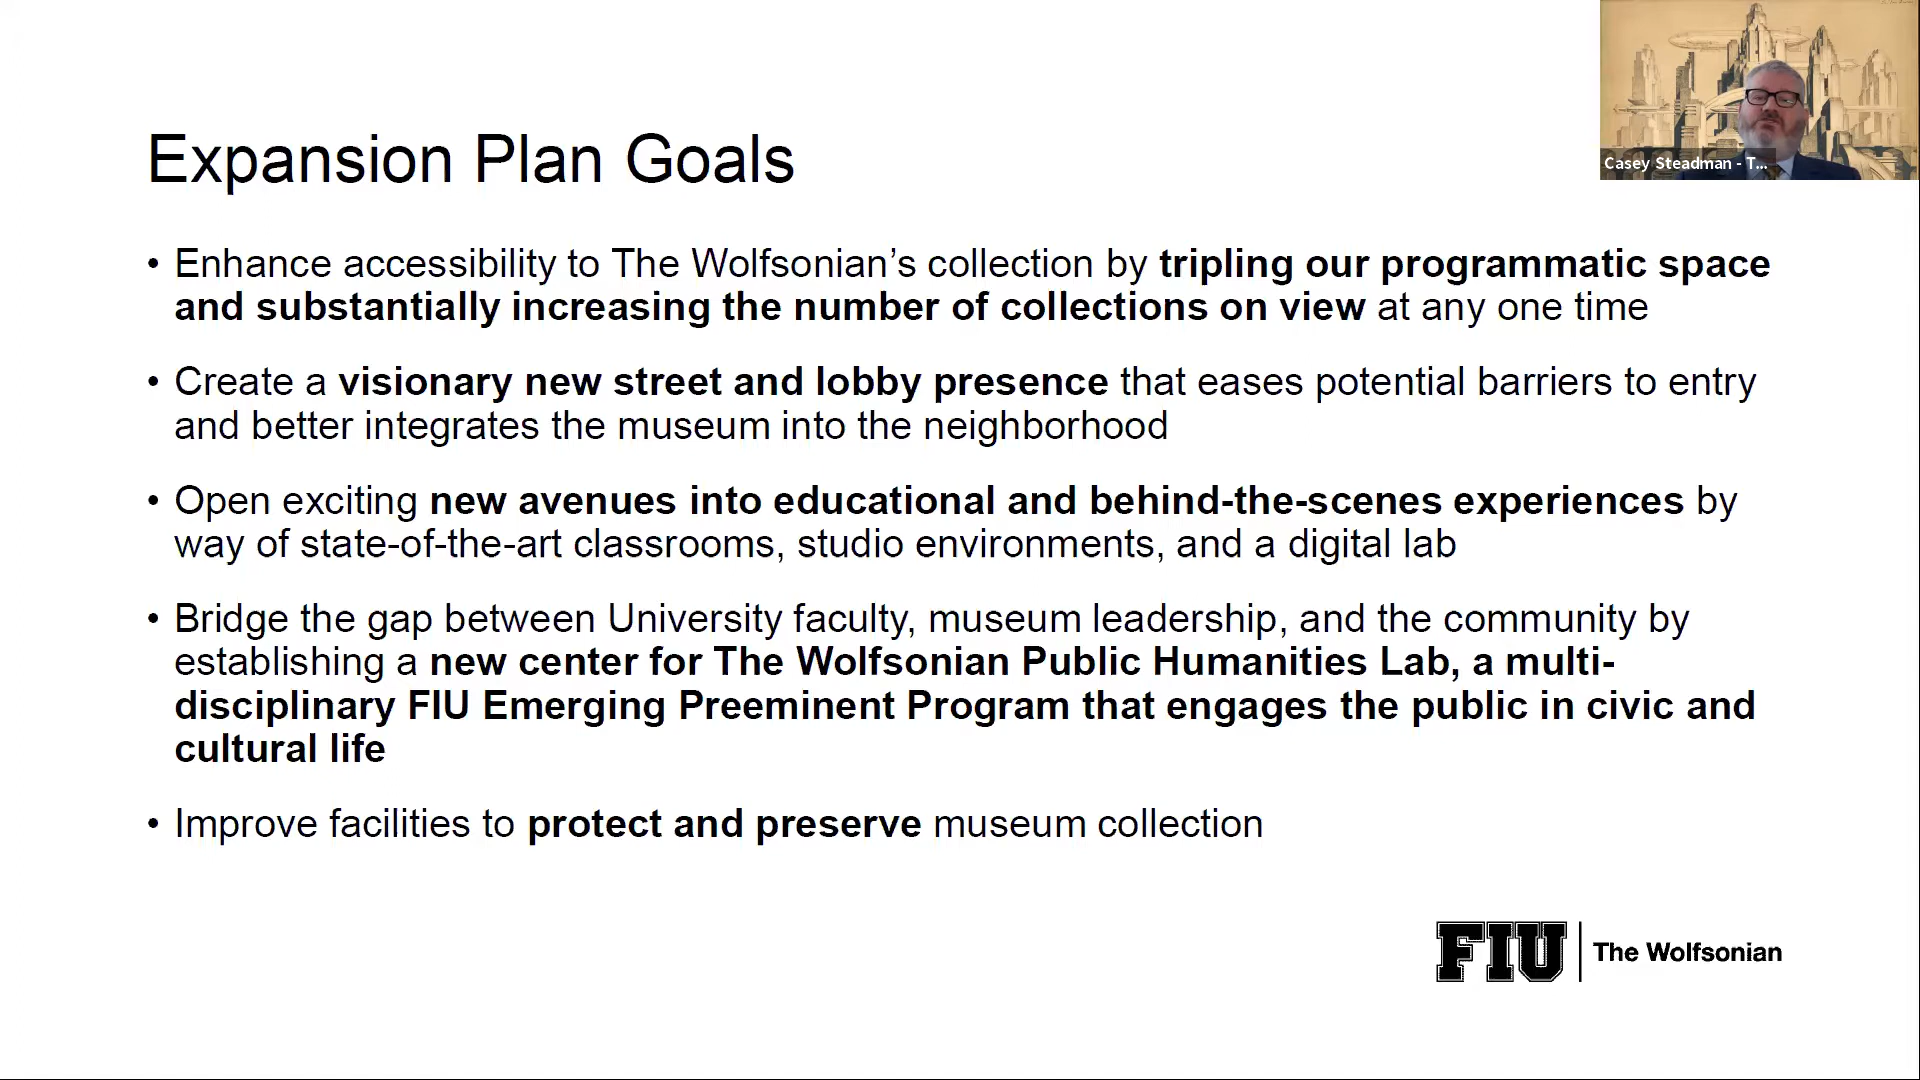 Casey Steadman - T...
Expansion Plan Goals
• Enhance accessibility to The Wolfsonian’s collection by tripling our programmatic space
and substantially increasing the number of collections on view at any one time
• Create a visionary new street and lobby presence that eases potential barriers to entry
and better integrates the museum into the neighborhood
• Open exciting new avenues into educational and behind-the-scenes experiences by
way of state-of-the-art classrooms, studio environments, and a digital lab
• Bridge the gap between University faculty, museum leadership, and the community by
establishing a new center for The Wolfsonian Public Humanities Lab, a multi-
disciplinary FIU Emerging Preeminent Program that engages the public in civic and
cultural life
• Improve facilities to protect and preserve museum collection
FIU | The Wolfsonian